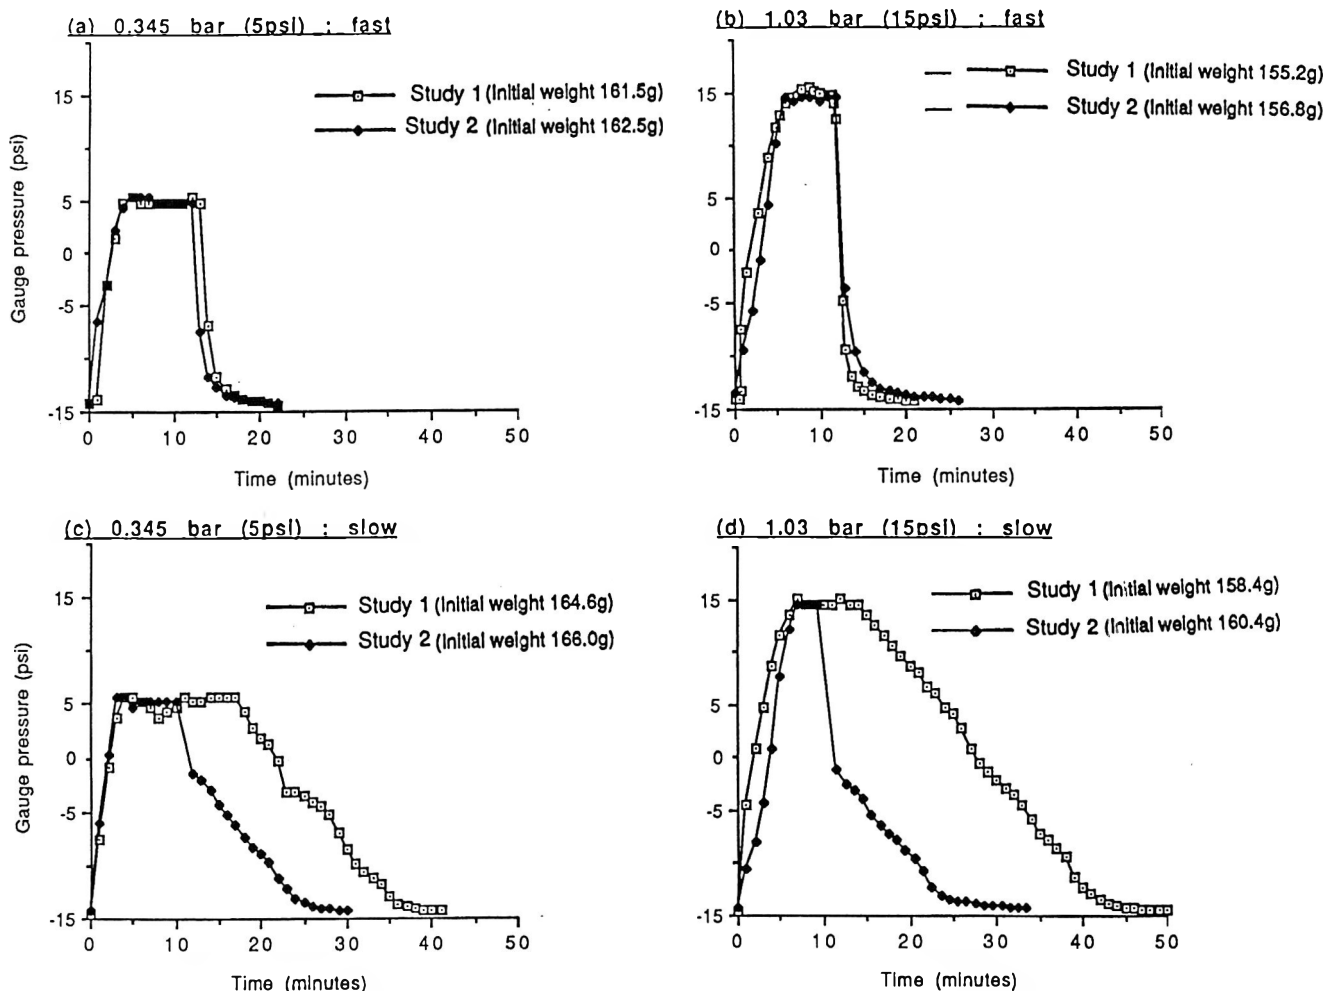 (a) 0.345 bar (5psi) ; fast
Study 1 (Initial weight 161.5g)
Study 2 (Initial weight 162.5g)
Gauge pressure (psi)
15
5
0
-5
-15
0 10 20 30 40 50
Time (minutes)
(b) 1.03 bar (15psi) ; fast
Study 1 (Initial weight 155.2g)
Study 2 (Initial weight 156.8g)
15
5
0
-5
-15
0 10 20 30 40 50
Time (minutes)
(c) 0.345 bar (5psi) ; slow
Study 1 (Initial weight 164.6g)
Study 2 (Initial weight 166.0g)
Gauge pressure (psi)
15
5
0
-5
-15
0 10 20 30 40 50
Time (minutes)
(d) 1.03 bar (15psi) ; slow
Study 1 (Initial weight 158.4g)
Study 2 (Initial weight 160.4g)
15
5
0
-5
-15
0 10 20 30 40 50
Time (minutes)